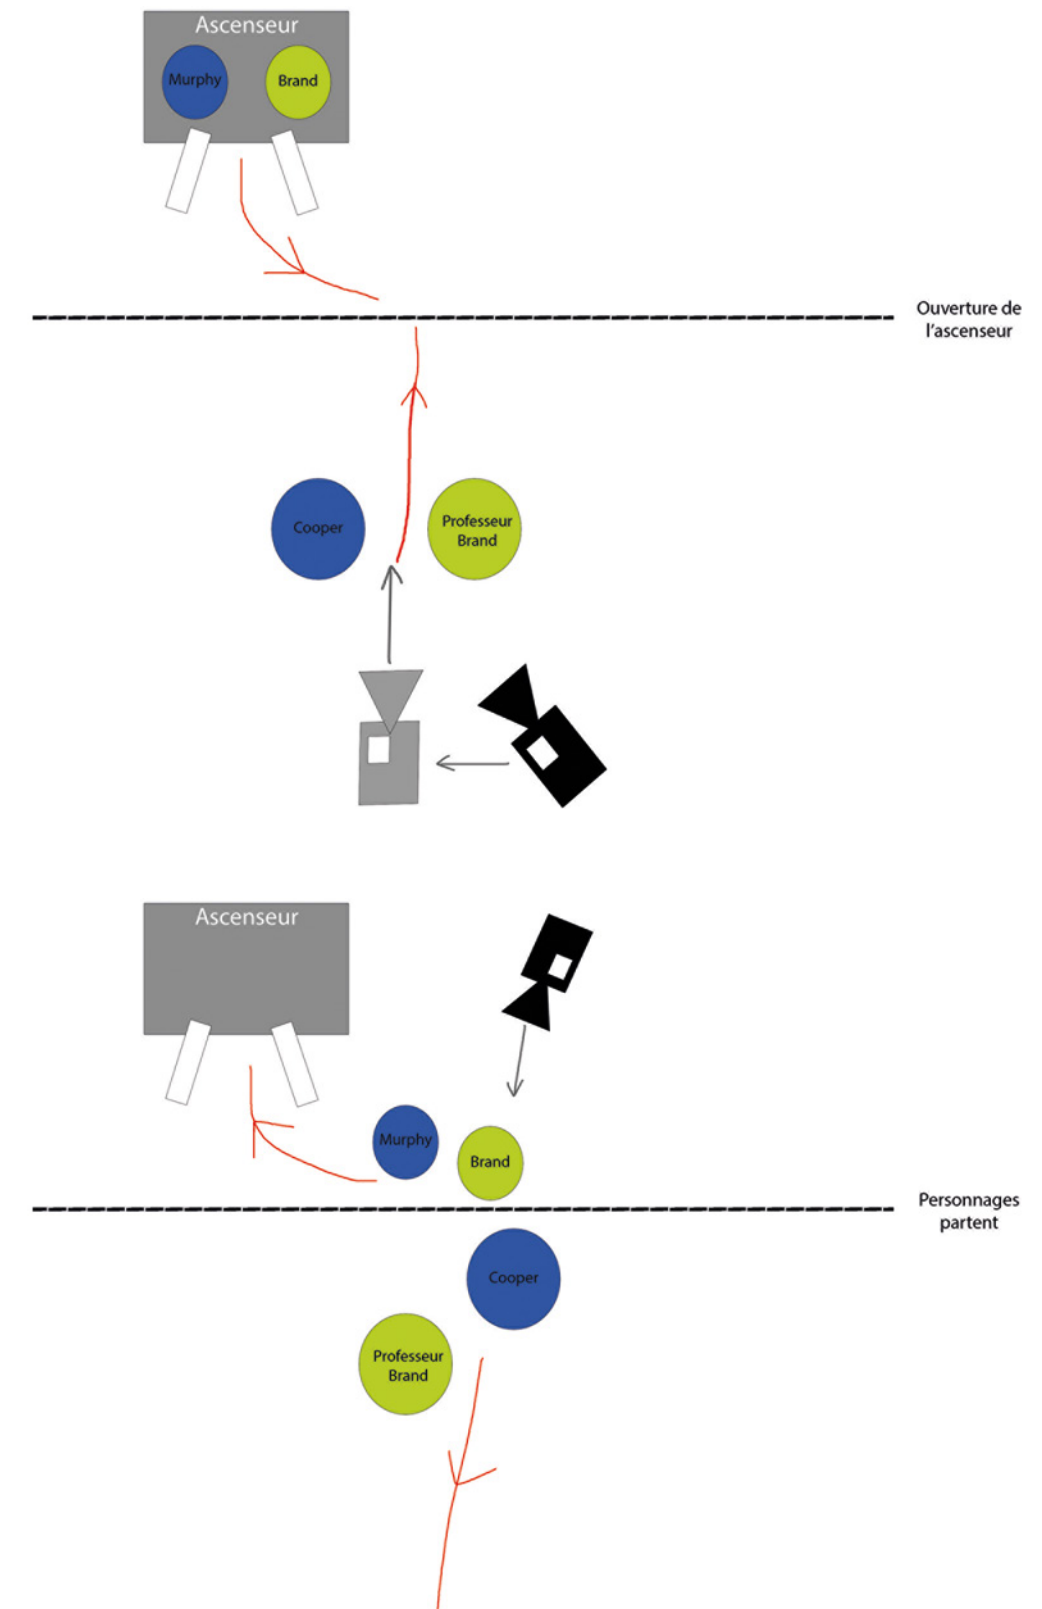 Ascenseur
Murphy
Brand
Ouverture de
l'ascenseur
Cooper
Professeur
Brand
Ascenseur
Murphy
Brand
Personnages
partent
Cooper
Professeur
Brand